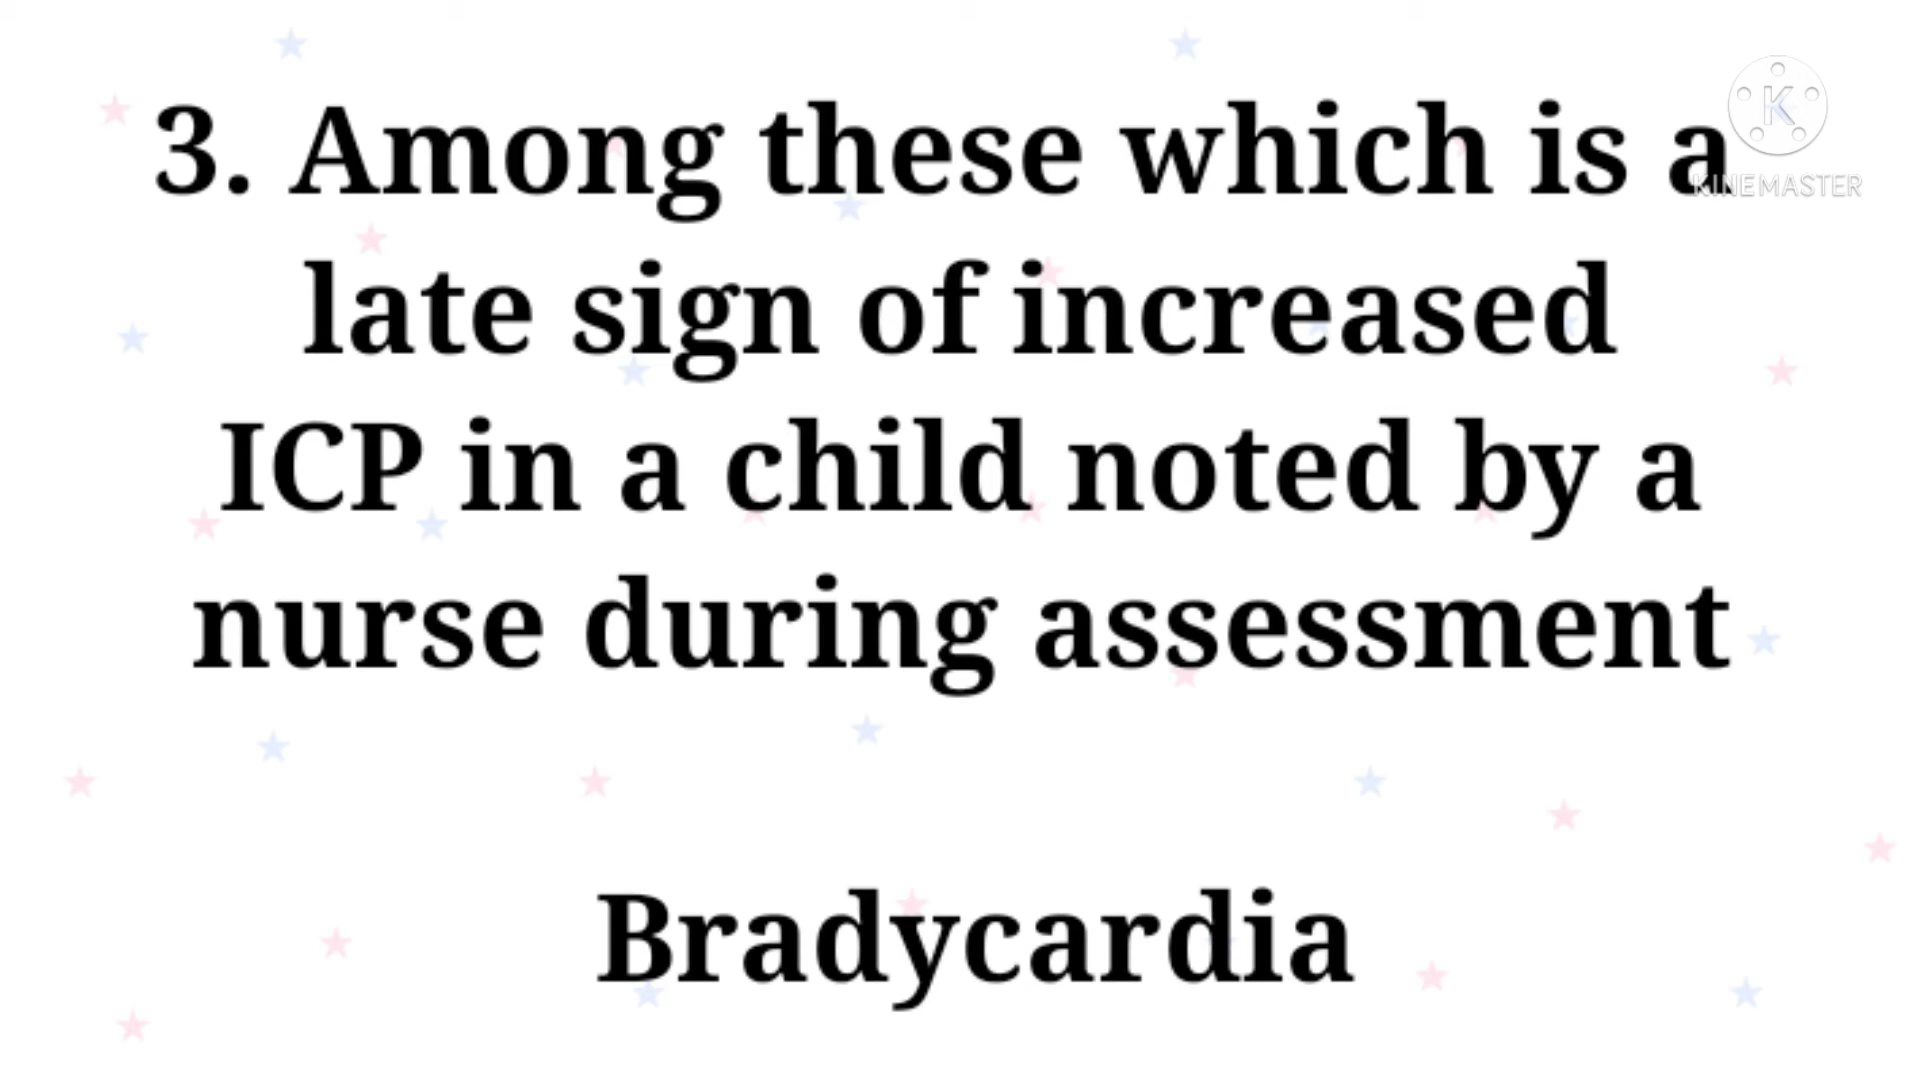 3. Among these which is a
KINEMASTER
late sign of increased
ICP in a child noted by a
nurse during assessment
Bradycardia